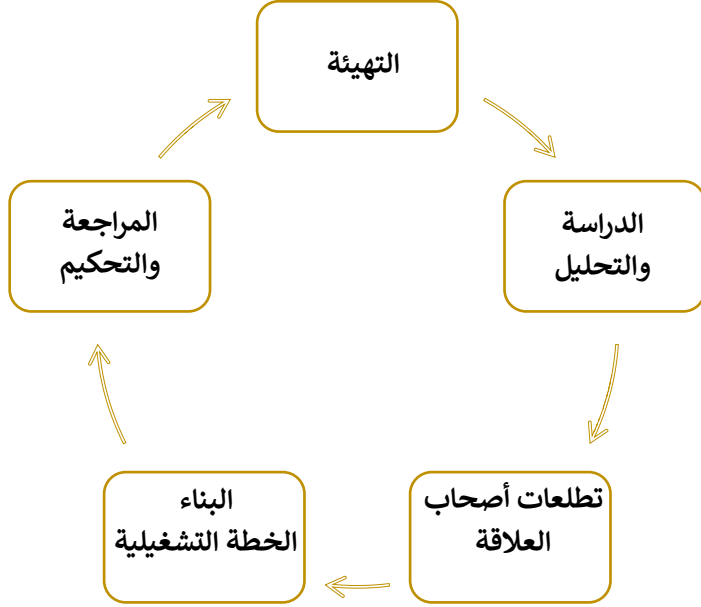 التهيئة
الدراسة
والتحليل
تطلعات أصحاب
العلاقة
البناء
الخطة التشغيلية
المراجعة
والتحكيم